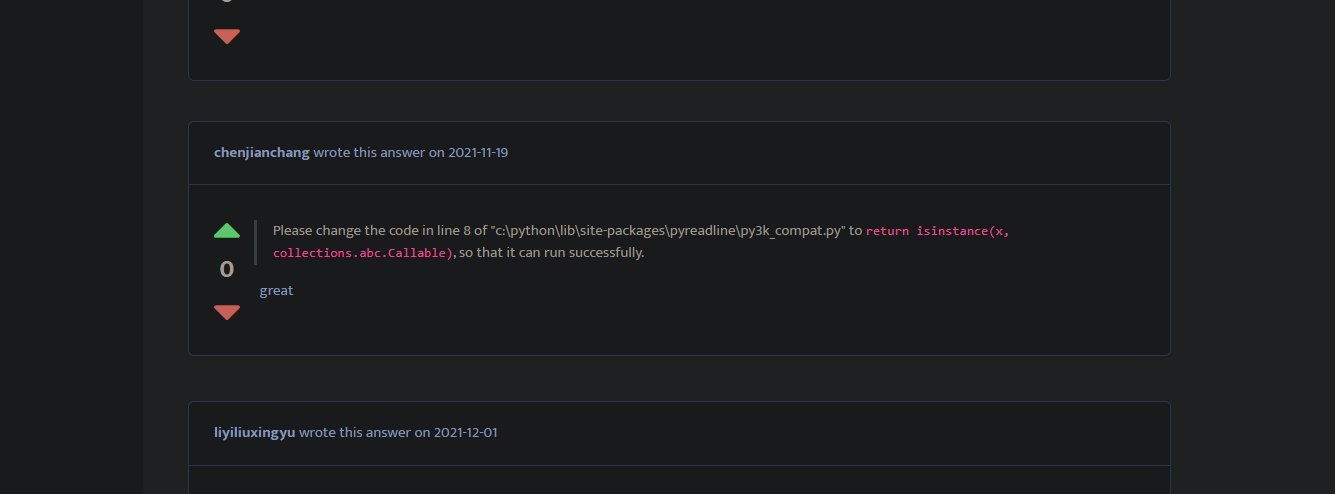 chenjianchang wrote this answer on 2021-11-19
Please change the code in line 8 of "c:\python\lib\site-packages\pyreadline\py3k_compat.py" to return isinstance(x,
collections.abc.Callable), so that it can run successfully.
0
great
liyiliuxingyu wrote this answer on 2021-12-01